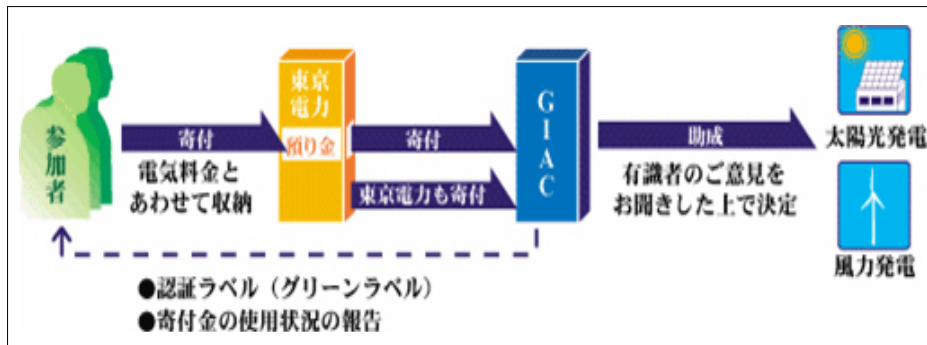 参加者
寄付
電気料金と
あわせて収納
東京
電力
預り金
寄付
東京電力も寄付
GIAC
助成
有識者のご意見を
お聞きした上で決定
太陽光発電
風力発電
●認証ラベル（グリーンラベル）
●寄付金の使用状況の報告